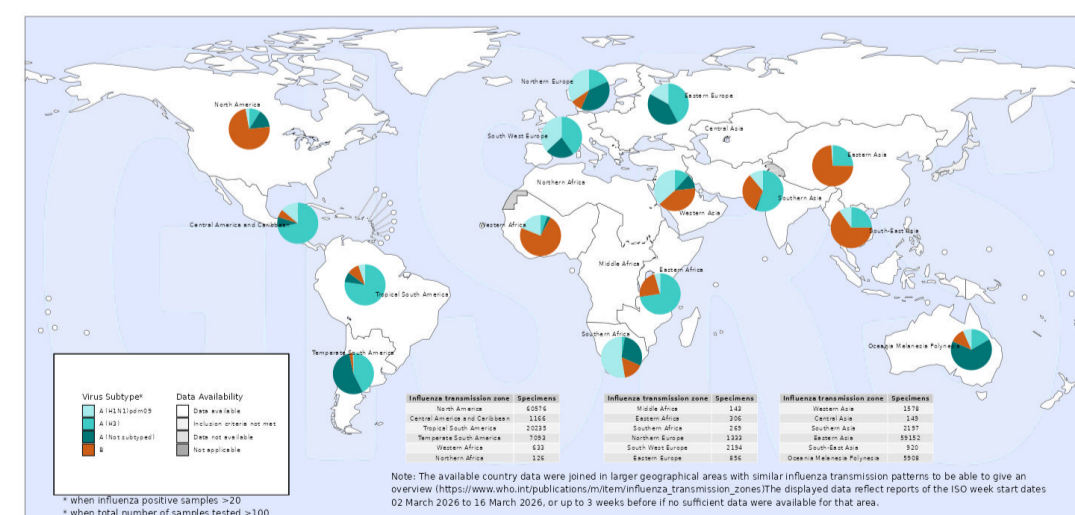 Northern Europe
Eastern Europe
North America
Central Asia
South West Europe
Eastern Asia
Northern Africa
Southern Asia
Western Asia
Central America and Caribbean
Western Africa
South-East Asia
Middle Africa
Eastern Africa
Tropical South America
Southern Africa
Oceania Melanesia Polynesia
Temperate South America
Virus Subtype*
A(H1N1)pdm09
A(H3)
A(Not subtyped)
B
Data Availability
Data available
Inclusion criteria not met
Data not available
Not applicable
Influenza transmission zone Specimens
North America 60576
Central America and Caribbean 1166
Tropical South America 20235
Temperate South America 7093
Western Africa 633
Northern Africa 126
Influenza transmission zone Specimens
Middle Africa 143
Eastern Africa 306
Southern Africa 269
Northern Europe 1333
South West Europe 2194
Eastern Europe 856
Influenza transmission zone Specimens
Western Asia 1578
Central Asia 149
Southern Asia 2197
Eastern Asia 59152
South-East Asia 920
Oceania Melanesia Polynesia 5908
* when influenza positive samples >20
* when total number of samples tested >100
Note: The available country data were joined in larger geographical areas with similar influenza transmission patterns to be able to give an
overview (https://www.who.int/publications/m/item/influenza_transmission_zones)The displayed data reflect reports of the ISO week start dates
02 March 2026 to 16 March 2026, or up to 3 weeks before if no sufficient data were available for that area.